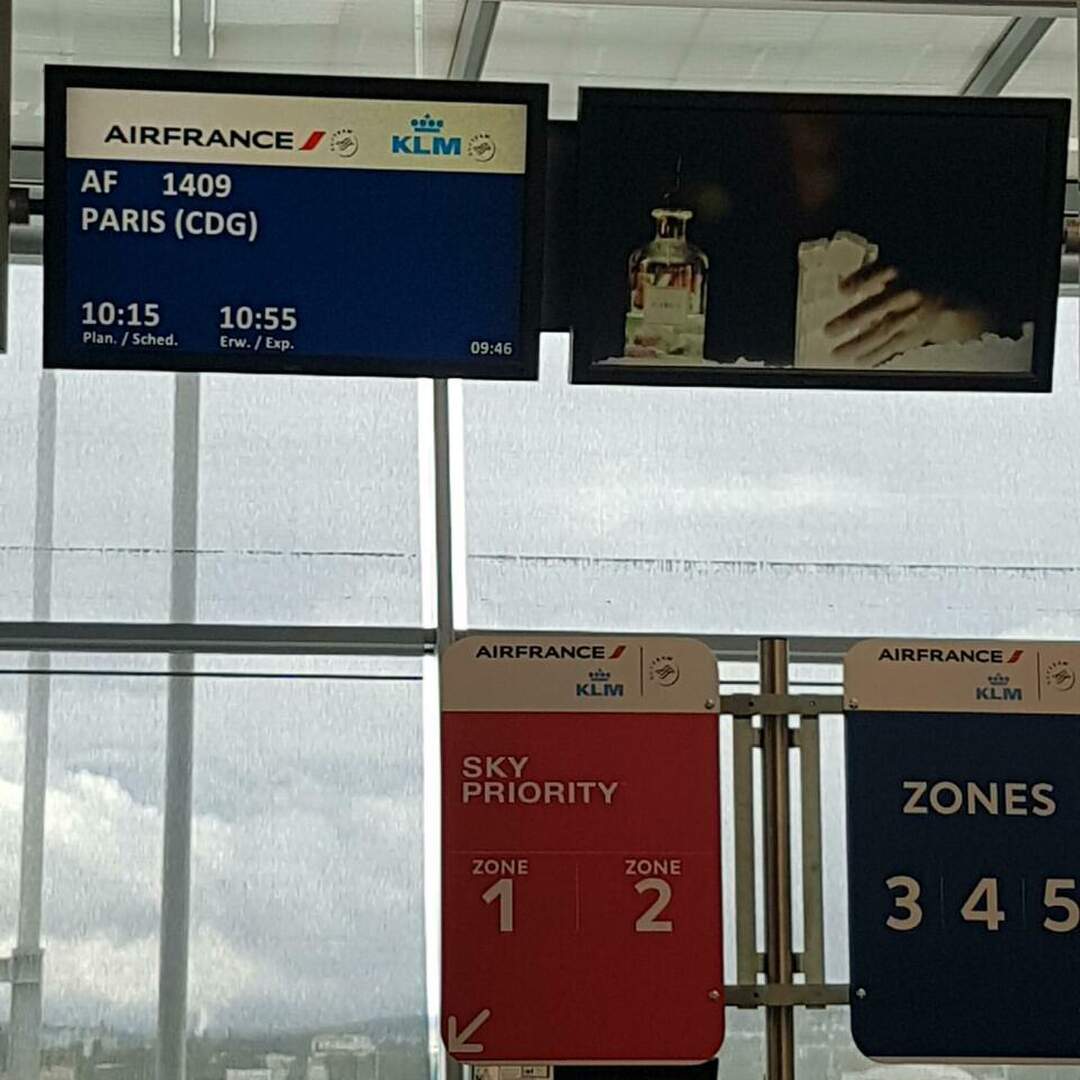 AIRFRANCE KLM
AF 1409
PARIS (CDG)
10:15 10:55
Plan. / Sched. Erw. / Exp. 09:46
AIRFRANCE
KLM
SKY
PRIORITY
ZONE ZONE
1 2
AIRFRANCE
KLM
ZONES
3 4 5